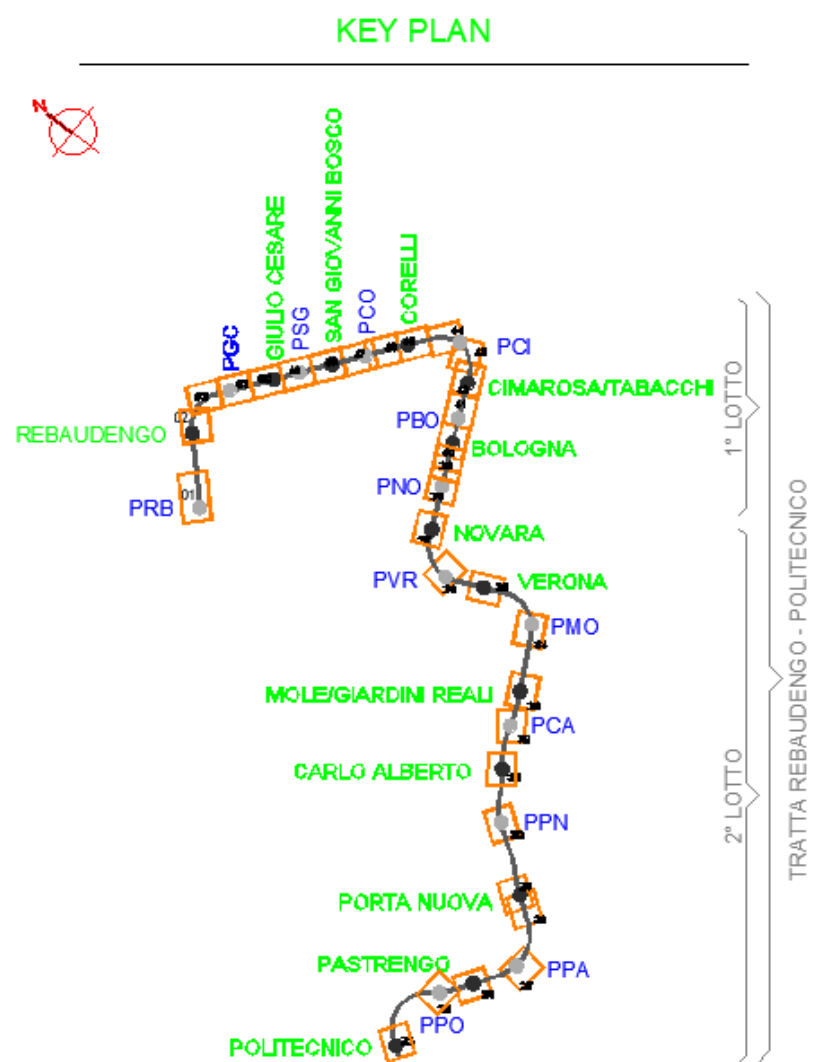 KEY PLAN
N
GIULIO CESARE
SAN GIOVANNI BOSCO
CORELLI
PGC
PSG
PCO
PCI
CIMAROSA/TABACCHI
02
REBAUDENGO
PBO
BOLOGNA
01
PRB
PNO
NOVARA
PVR
VERONA
PMO
MOLE/GIARDINI REALI
PCA
CARLO ALBERTO
PPN
PORTA NUOVA
PASTRENGO
PPA
PPO
POLITECNICO
1° LOTTO
2° LOTTO
TRATTA REBAUDENGO - POLITECNICO